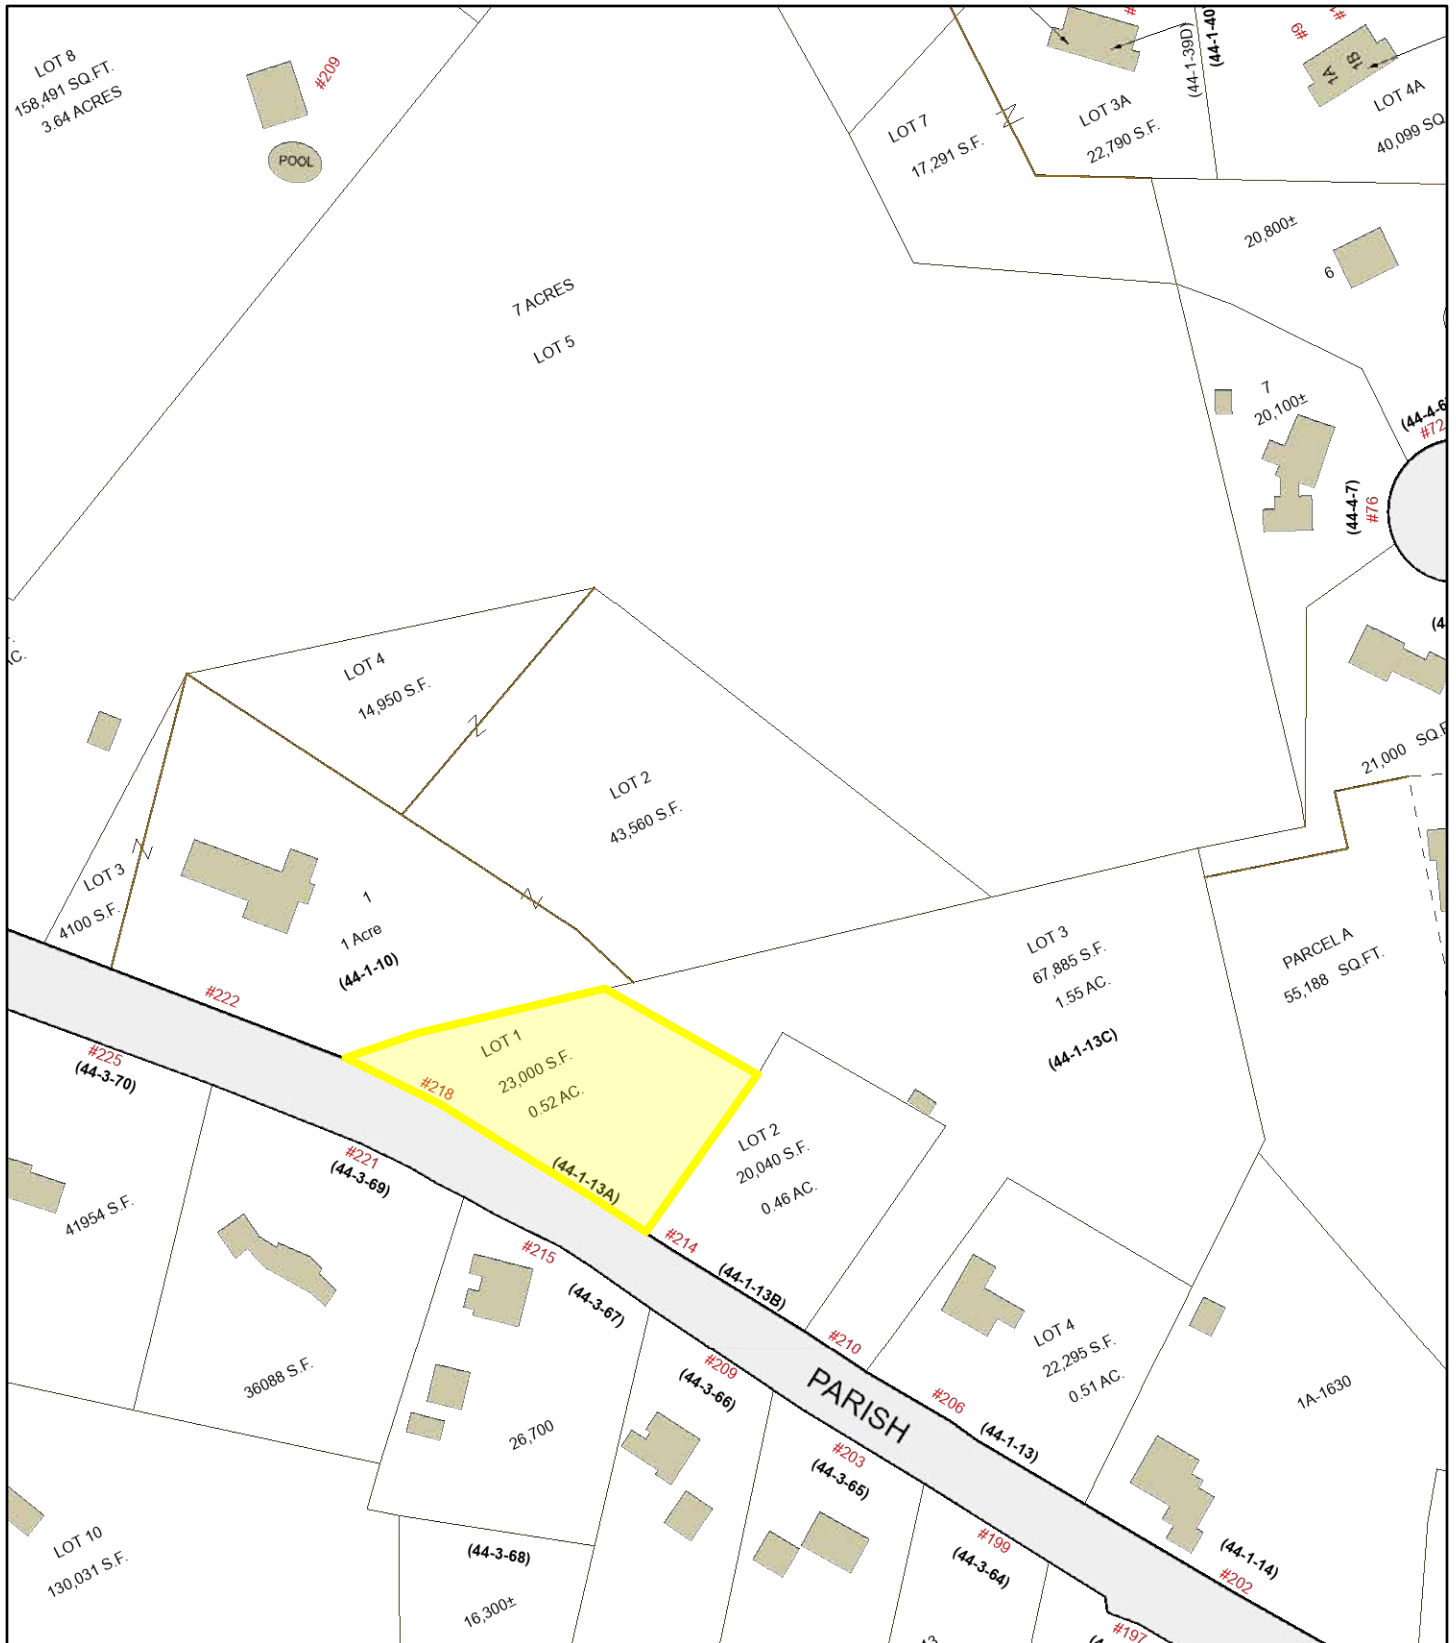 LOT 8
158,491 SQ.FT.
3.64 ACRES
#209
POOL
LOT 7
17,291 S.F.
LOT 3A
22,790 S.F.
(44-1-39D)
(44-1-40
#9
#1
1A
1B
LOT 4A
40,099 SQ
20,800±
6
7 ACRES
LOT 5
7
20,100±
(44-4-6
#72
(44-4-7)
#76
C.
(4
21,000 SQ.F
LOT 4
14,950 S.F.
LOT 2
43,560 S.F.
LOT 3
4100 S.F.
1
1 Acre
(44-1-10)
#222
LOT 3
67,885 S.F.
1.55 AC.
(44-1-13C)
PARCEL A
55,188 SQ.FT.
LOT 1
23,000 S.F.
0.52 AC.
#218
(44-1-13A)
#225
(44-3-70)
#221
(44-3-69)
LOT 2
20,040 S.F.
0.46 AC.
#214
(44-1-13B)
41954 S.F.
36088 S.F.
#215
(44-3-67)
26,700
#210
#209
(44-3-66)
PARISH
LOT 4
22,295 S.F.
0.51 AC.
#206
(44-1-13)
1A-1630
#203
(44-3-65)
#199
(44-3-64)
(44-1-14)
#202
LOT 10
130,031 S.F.
(44-3-68)
16,300±
13
#197